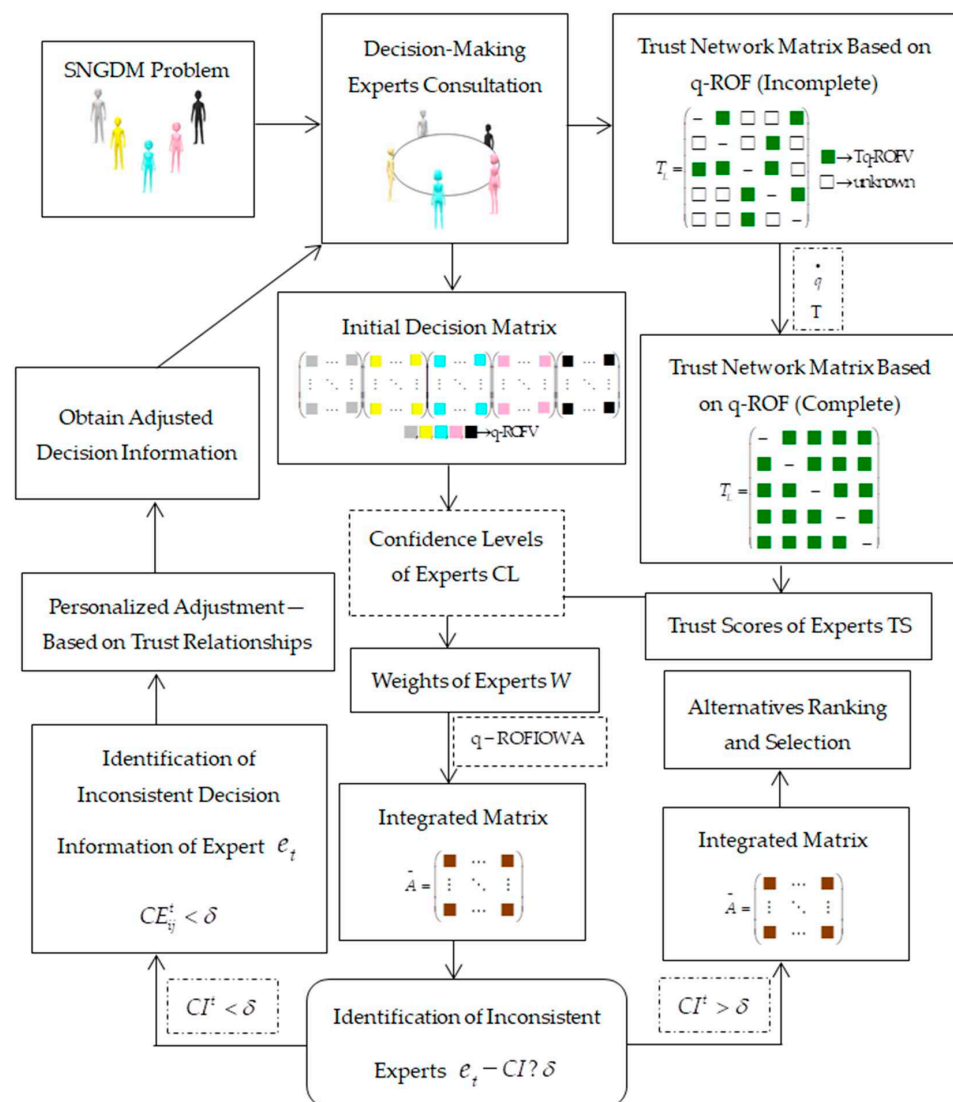 SNGDM Problem
Decision-Making
Experts Consultation
Trust Network Matrix Based on
q-ROF (Incomplete)
T_L =
→Tq-ROFV
→unknown
q̇
T
Initial Decision Matrix
→q-ROFV
Trust Network Matrix Based
on q-ROF (Complete)
T_L =
Obtain Adjusted
Decision Information
Confidence Levels
of Experts CL
Personalized Adjustment—
Based on Trust Relationships
Trust Scores of Experts TS
Weights of Experts W
q – ROFIOWA
Alternatives Ranking
and Selection
Identification of
Inconsistent Decision
Information of Expert e_t
CE_{ij}^t < δ
Integrated Matrix
Ā =
Integrated Matrix
Ā =
CI^t < δ
CI^t > δ
Identification of Inconsistent
Experts e_t – CI? δ